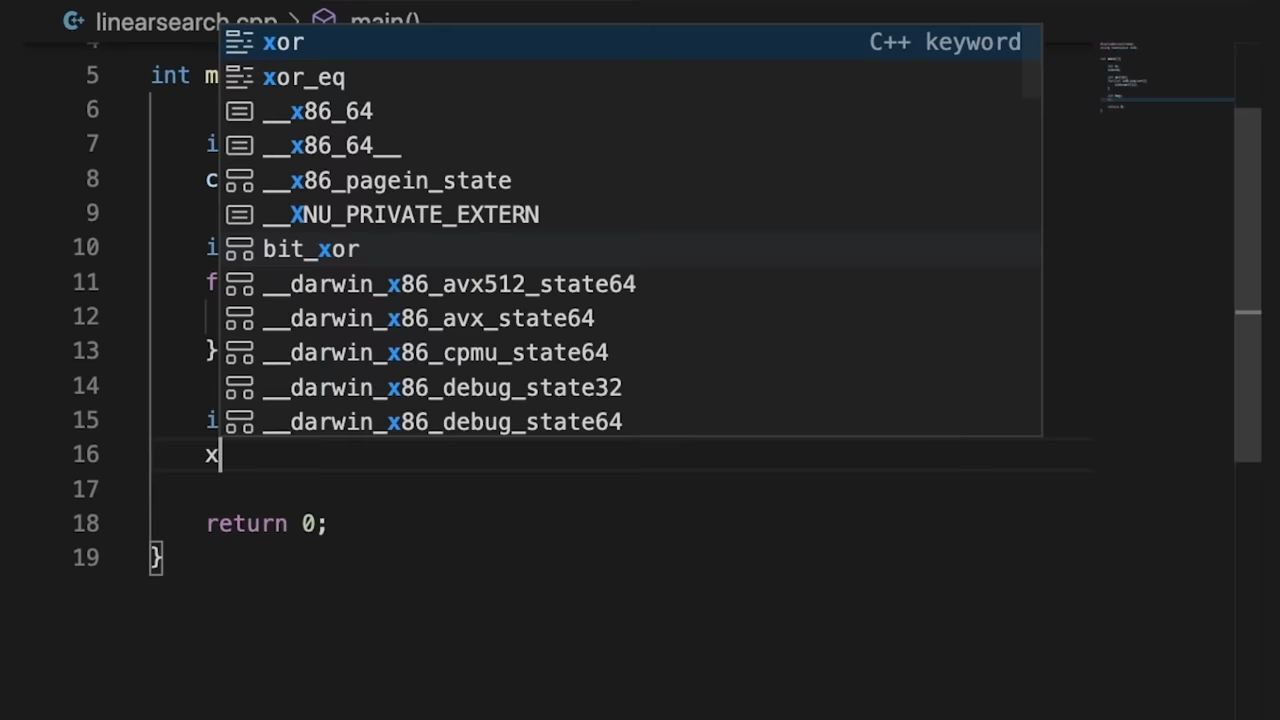 linearsearch.cpp > main()
xor C++ keyword
xor_eq
__x86_64
__x86_64__
__x86_pagein_state
__XNU_PRIVATE_EXTERN
bit_xor
__darwin_x86_avx512_state64
__darwin_x86_avx_state64
__darwin_x86_cpmu_state64
__darwin_x86_debug_state32
__darwin_x86_debug_state64
4
5 int m
6
7 i
8 c
9
10 i
11 f
12
13 }
14
15 i
16 x
17
18 return 0;
19 }